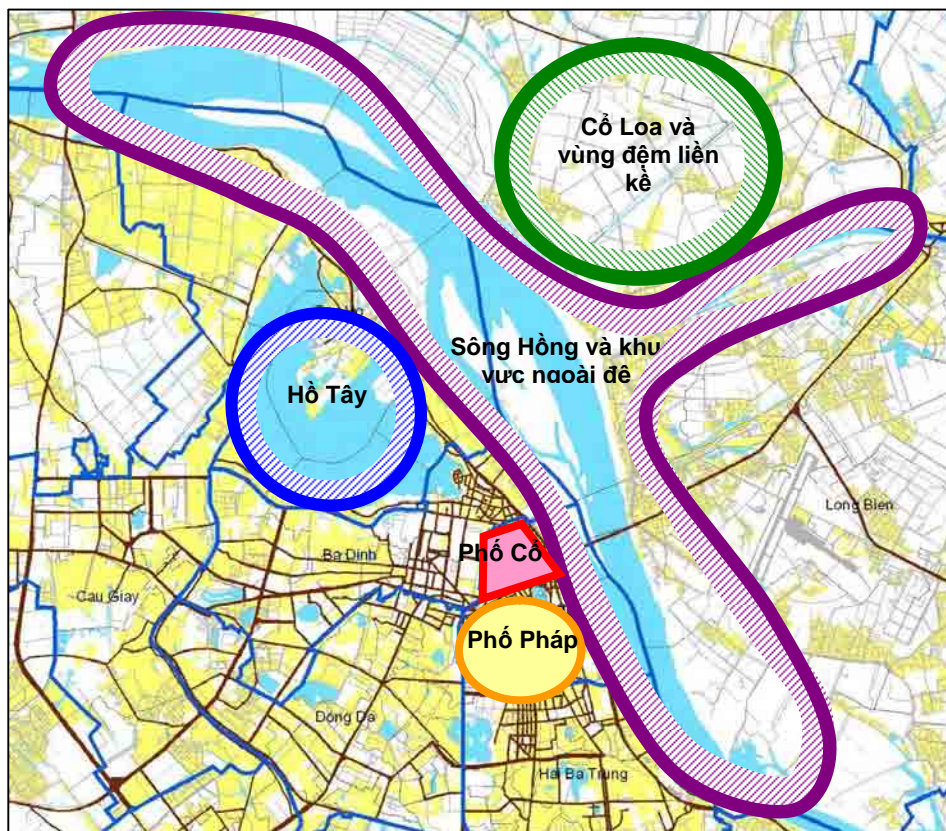 Cổ Loa và
vùng đệm liền
kề
Sông Hồng và khu
vực ngoài đê
Hồ Tây
Long Bien
Phố Cổ
Ba Dinh
Cau Giay
Phố Pháp
Dong Da
Hai Ba Trung